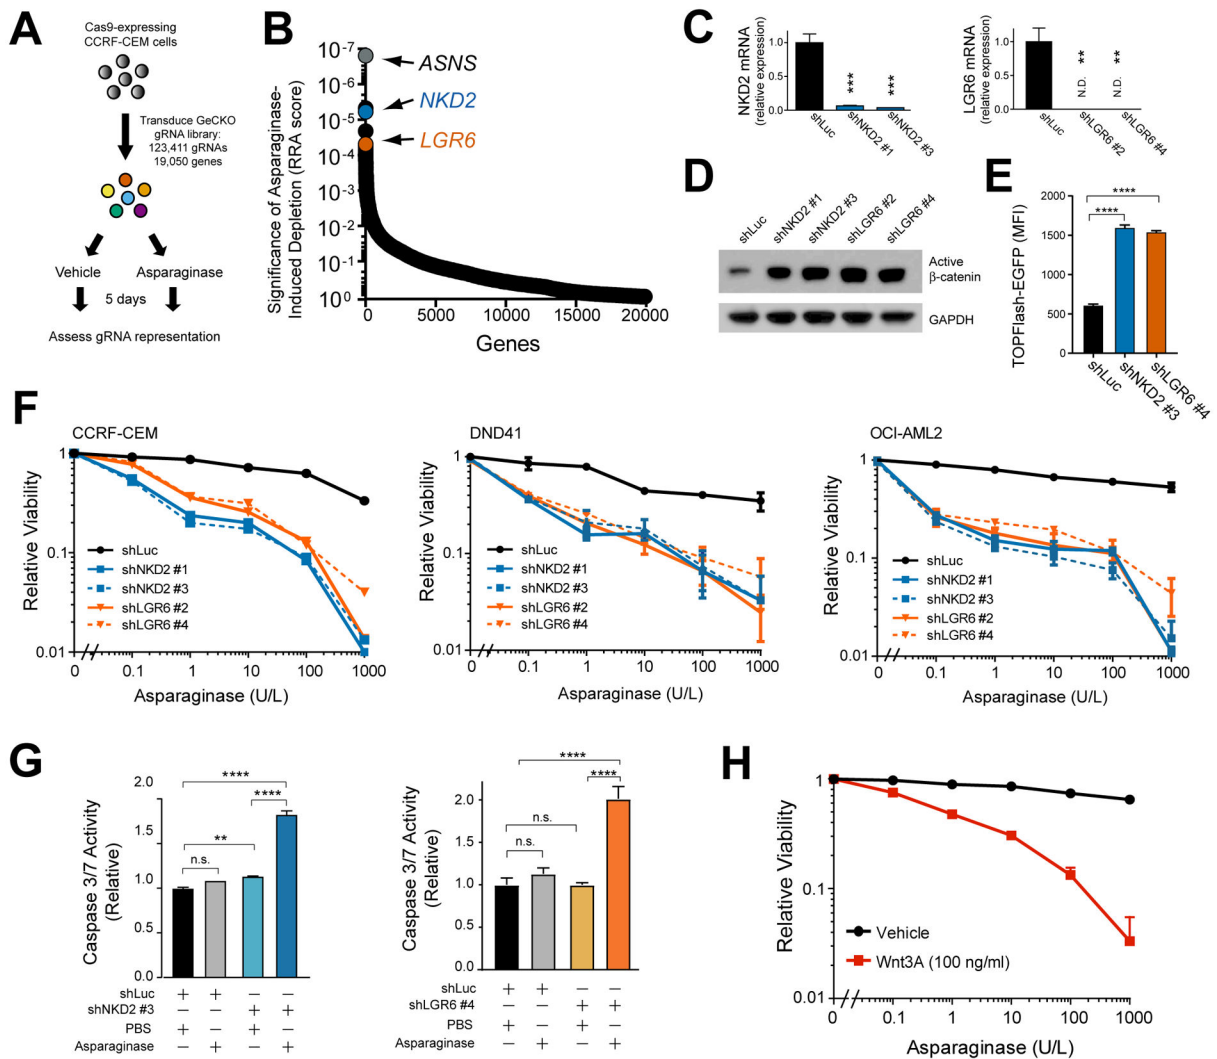 A
Cas9-expressing
CCRF-CEM cells
Transduce GeCKO
gRNA library:
123,411 gRNAs
19,050 genes
Vehicle
Asparaginase
5 days
Assess gRNA representation
B
Significance of Asparaginase-
Induced Depletion (RRA score)
10-7
10-6
10-5
10-4
10-3
10-2
10-1
100
ASNS
NKD2
LGR6
0
5000
10000
15000
20000
Genes
C
NKD2 mRNA
(relative expression)
1.0
0.5
0.0
***
***
shLuc
shNKD2 #1
shNKD2 #3
LGR6 mRNA
(relative expression)
1.0
0.5
0.0
**
**
N.D.
N.D.
shLuc
shLGR6 #2
shLGR6 #4
D
shLuc
shNKD2 #1
shNKD2 #3
shLGR6 #2
shLGR6 #4
Active
β-catenin
GAPDH
E
TOPFlash-EGFP (MFI)
2000
1500
1000
500
0
****
****
shLuc
shNKD2 #3
shLGR6 #4
F
CCRF-CEM
Relative Viability
1
0.1
0.01
shLuc
shNKD2 #1
shNKD2 #3
shLGR6 #2
shLGR6 #4
0
0.1
1
10
100
1000
Asparaginase (U/L)
DND41
Relative Viability
1
0.1
0.01
shLuc
shNKD2 #1
shNKD2 #3
shLGR6 #2
shLGR6 #4
0
0.1
1
10
100
1000
Asparaginase (U/L)
OCI-AML2
Relative Viability
1
0.1
0.01
shLuc
shNKD2 #1
shNKD2 #3
shLGR6 #2
shLGR6 #4
0
0.1
1
10
100
1000
Asparaginase (U/L)
G
Caspase 3/7 Activity
(Relative)
2.0
1.5
1.0
0.5
0.0
****
****
**
n.s.
shLuc + + − −
shNKD2 #3 − − + +
PBS + − + −
Asparaginase − + − +
Caspase 3/7 Activity
(Relative)
2.0
1.5
1.0
0.5
0.0
****
****
n.s.
n.s.
shLuc + + − −
shLGR6 #4 − − + +
PBS + − + −
Asparaginase − + − +
H
Relative Viability
1
0.1
0.01
Vehicle
Wnt3A (100 ng/ml)
0
0.1
1
10
100
1000
Asparaginase (U/L)